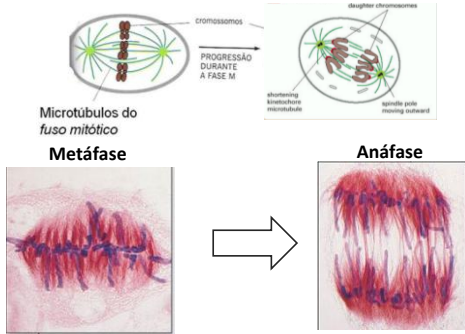 cromossomos
PROGRESSÃO
DURANTE
A FASE M
Microtúbulos do
fuso mitótico
daughter chromosomes
shortening
kinetochore
microtubule
spindle pole
moving outward
Metáfase
Anáfase